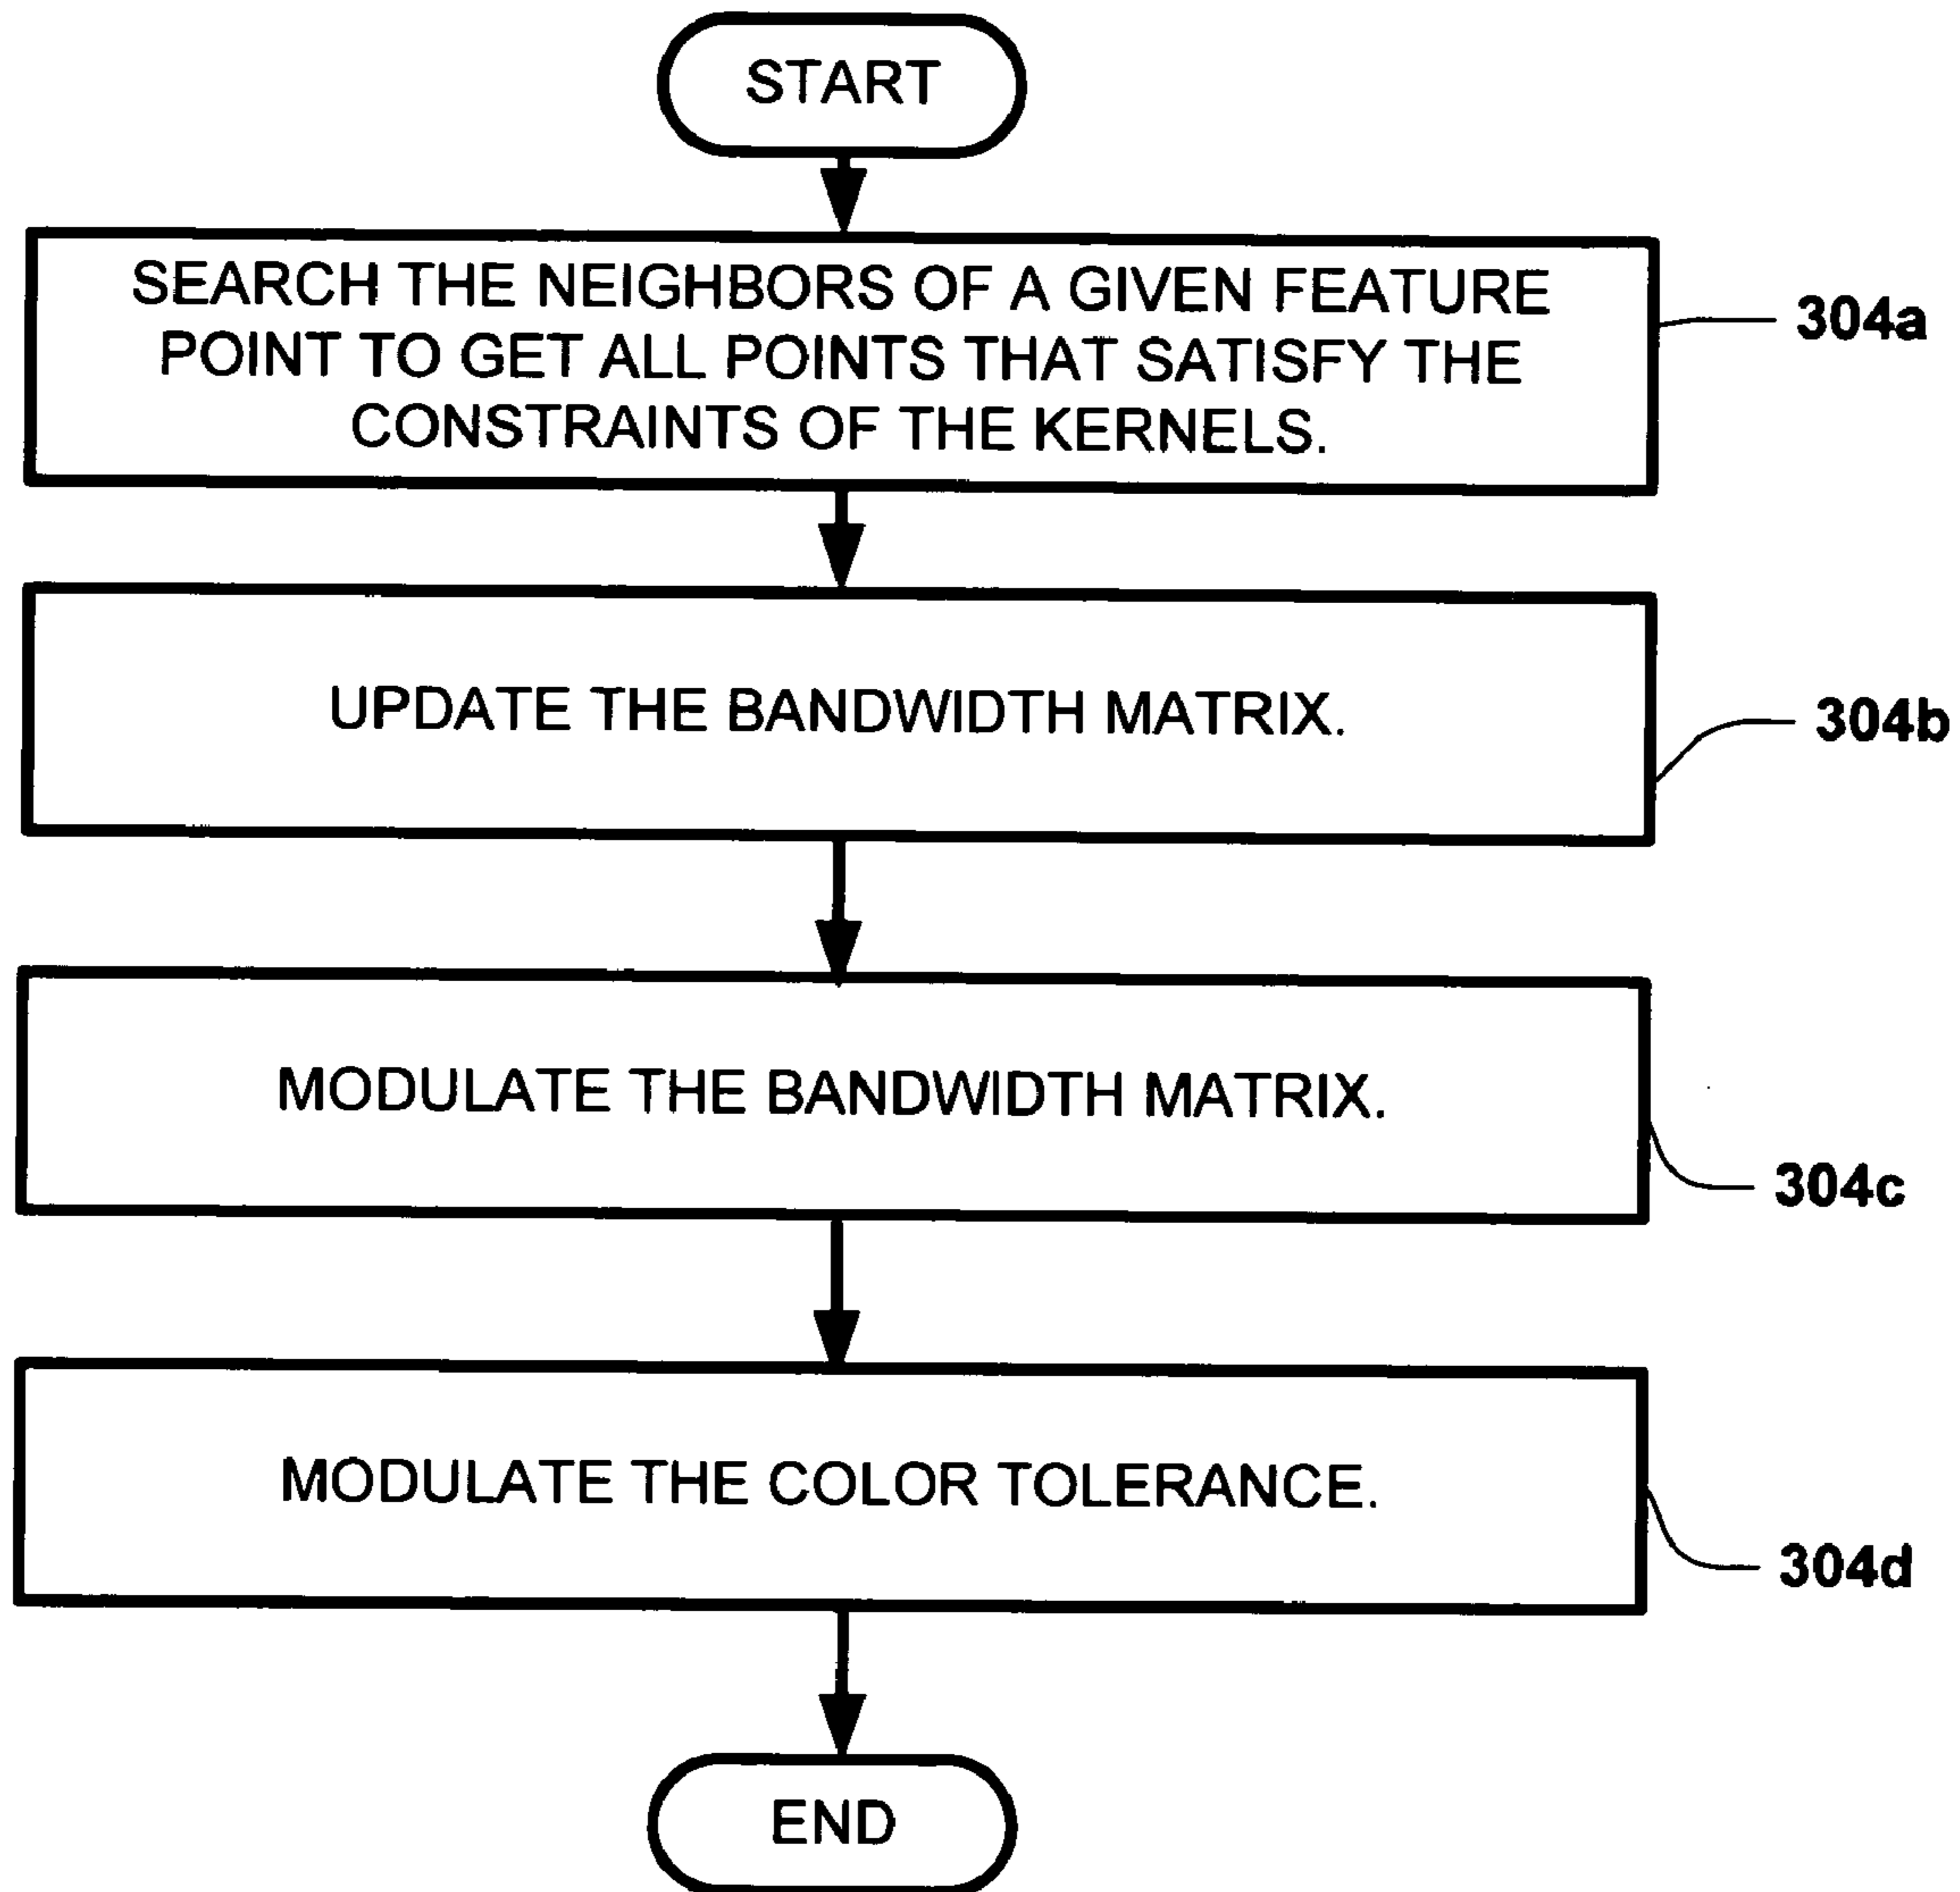 START
SEARCH THE NEIGHBORS OF A GIVEN FEATURE
POINT TO GET ALL POINTS THAT SATISFY THE
CONSTRAINTS OF THE KERNELS.
304a
UPDATE THE BANDWIDTH MATRIX.
304b
MODULATE THE BANDWIDTH MATRIX.
304c
MODULATE THE COLOR TOLERANCE.
304d
END